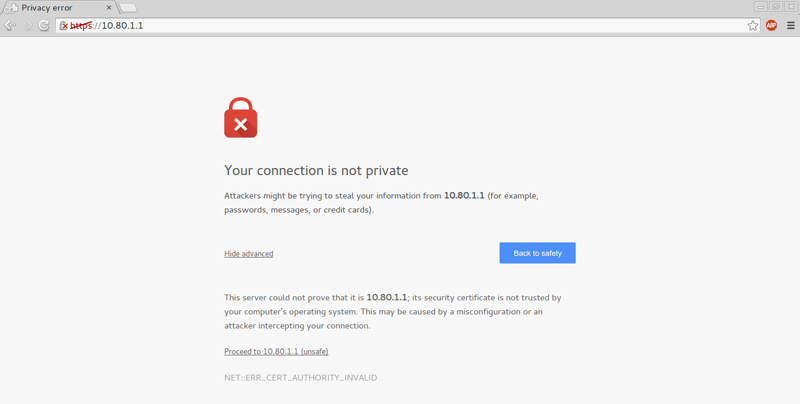 Privacy error
https://10.80.1.1
ABP
Your connection is not private
Attackers might be trying to steal your information from 10.80.1.1 (for example,
passwords, messages, or credit cards).
Hide advanced
Back to safety
This server could not prove that it is 10.80.1.1; its security certificate is not trusted by
your computer's operating system. This may be caused by a misconfiguration or an
attacker intercepting your connection.
Proceed to 10.80.1.1 (unsafe)
NET::ERR_CERT_AUTHORITY_INVALID